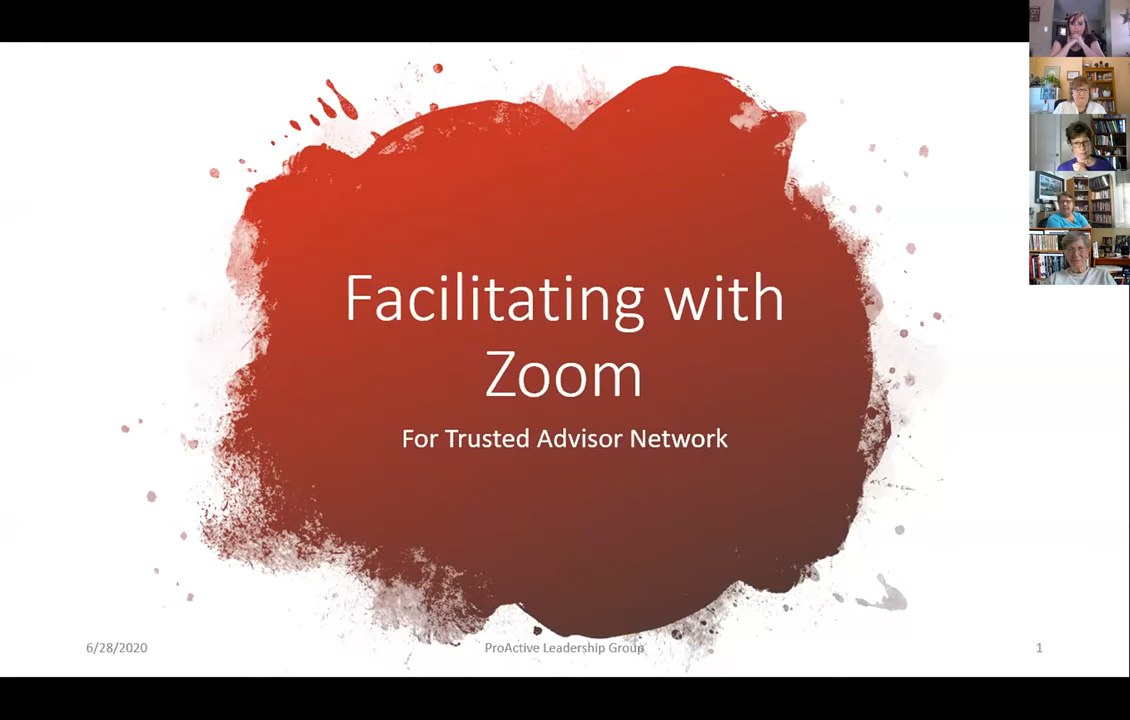 Facilitating with
Zoom
For Trusted Advisor Network
6/28/2020
ProActive Leadership Group
1